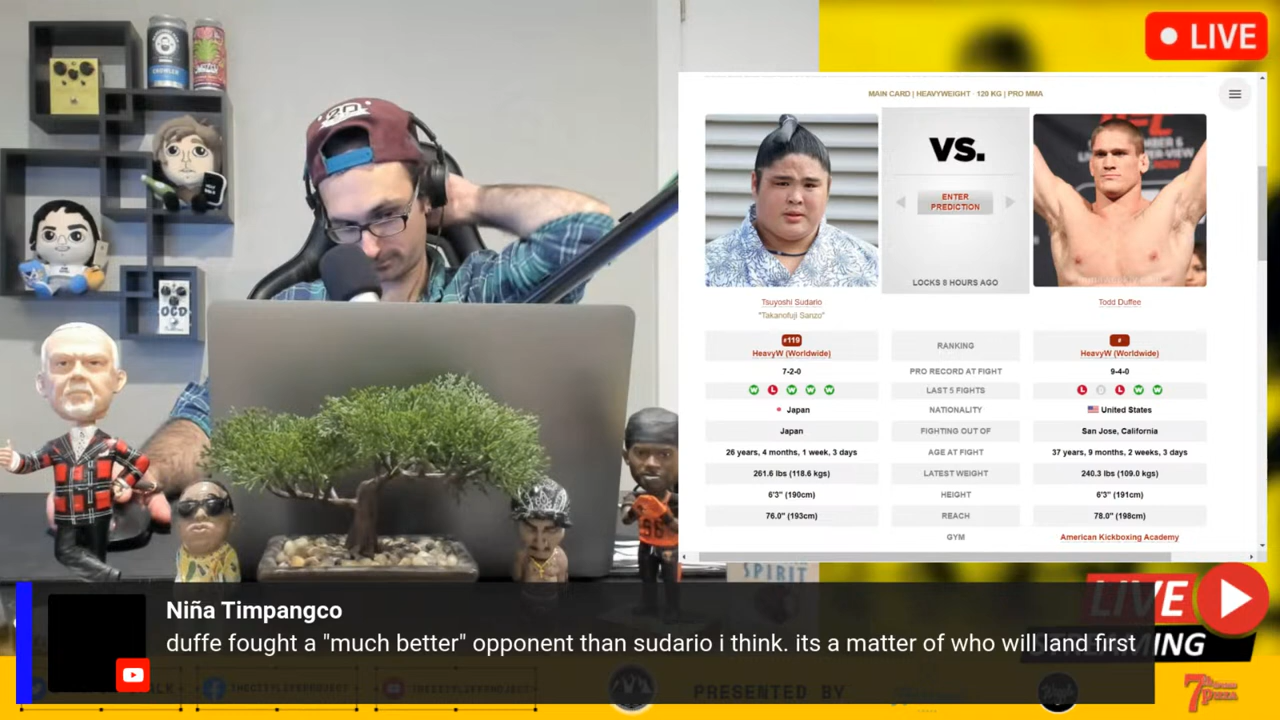 LIVE
MAIN CARD | HEAVYWEIGHT · 120 KG | PRO MMA
VS.
ENTER
PREDICTION
LOCKS 8 HOURS AGO
Tsuyoshi Sudario
"Takanofuji Sanzo"
Todd Duffee
#119
HeavyW (Worldwide)
RANKING
#
HeavyW (Worldwide)
7-2-0
PRO RECORD AT FIGHT
9-4-0
W L W W W
LAST 5 FIGHTS
L L W W
Japan
NATIONALITY
United States
Japan
FIGHTING OUT OF
San Jose, California
26 years, 4 months, 1 week, 3 days
AGE AT FIGHT
37 years, 9 months, 2 weeks, 3 days
261.6 lbs (118.6 kgs)
LATEST WEIGHT
240.3 lbs (109.0 kgs)
6'3" (190cm)
HEIGHT
6'3" (191cm)
76.0" (193cm)
REACH
78.0" (198cm)
GYM
American Kickboxing Academy
OCD
SPIRIT
LIVE
STREAMING
Niña Timpangco
duffe fought a "much better" opponent than sudario i think. its a matter of who will land first
THECITYLIVEPROJECT
THECITYLIVEPROJECT
PRESENTED BY